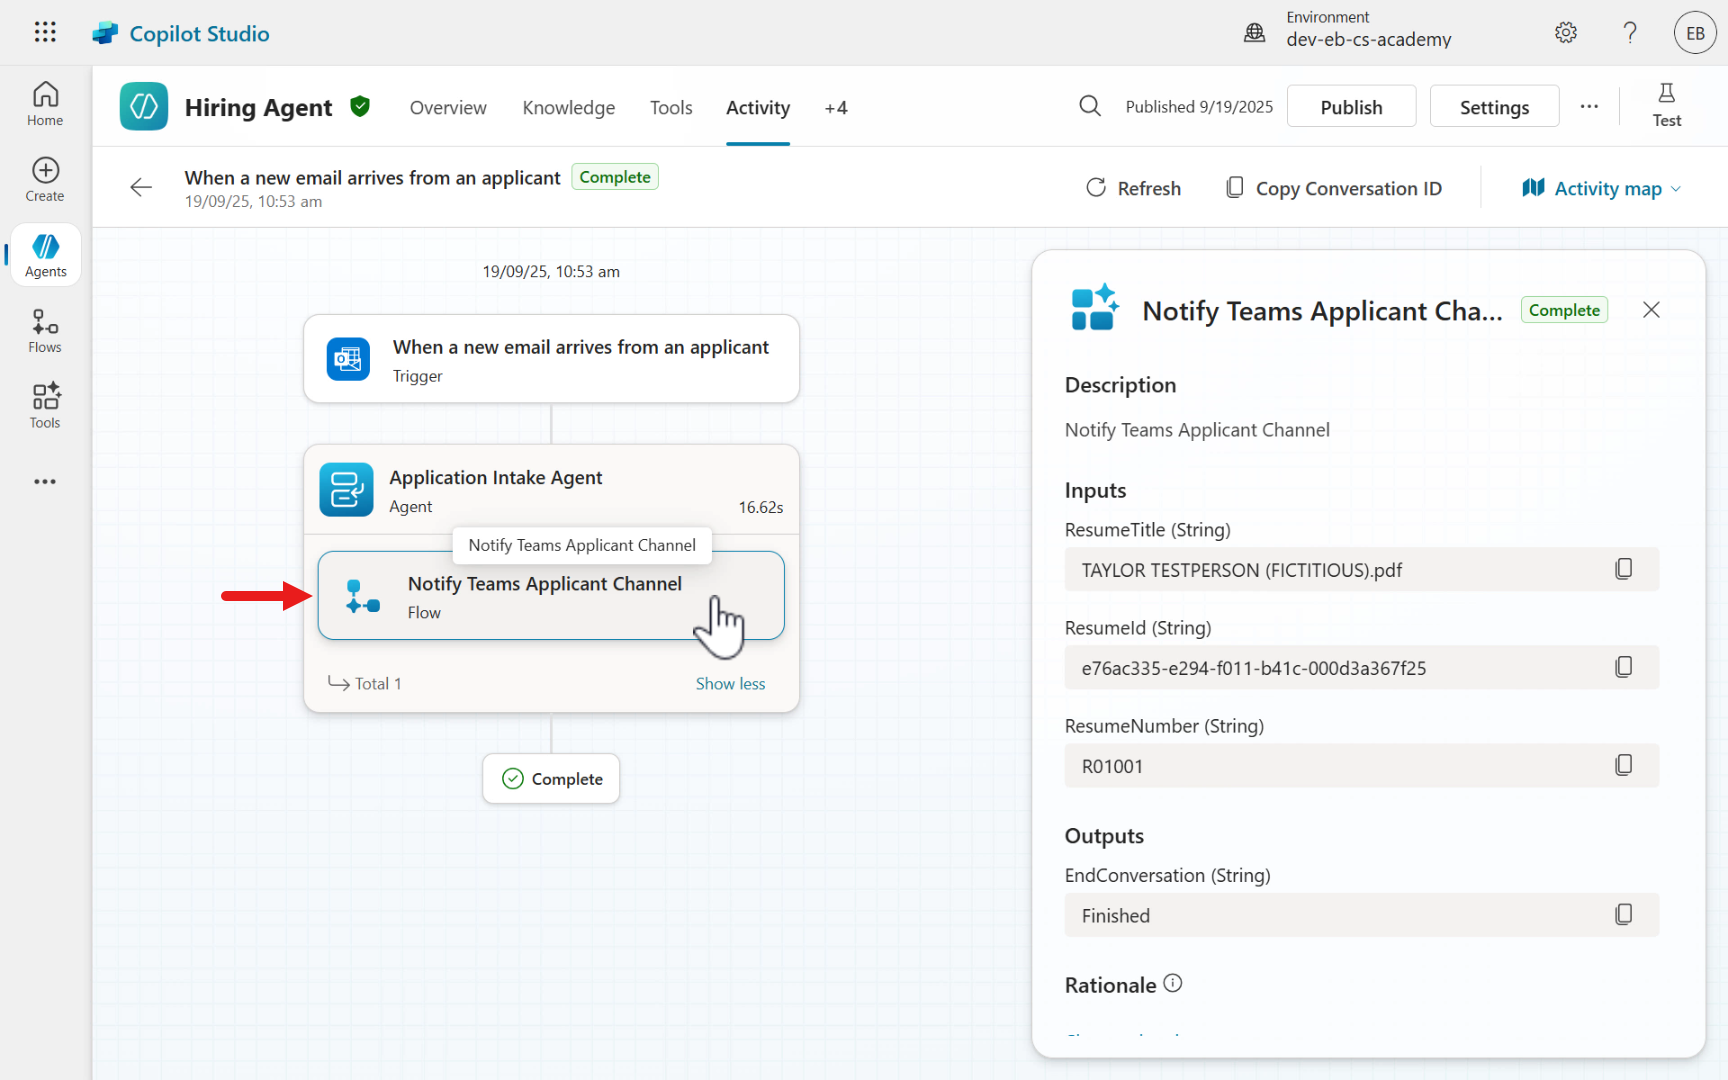 Copilot Studio
Environment
dev-eb-cs-academy
EB
Home
Create
Agents
Flows
Tools
Hiring Agent
Overview
Knowledge
Tools
Activity
+4
Published 9/19/2025
Publish
Settings
Test
When a new email arrives from an applicant
Complete
19/09/25, 10:53 am
Refresh
Copy Conversation ID
Activity map
19/09/25, 10:53 am
When a new email arrives from an applicant
Trigger
Application Intake Agent
Agent
16.62s
Notify Teams Applicant Channel
Notify Teams Applicant Channel
Flow
Total 1
Show less
Complete
Notify Teams Applicant Cha...
Complete
Description
Notify Teams Applicant Channel
Inputs
ResumeTitle (String)
TAYLOR TESTPERSON (FICTITIOUS).pdf
ResumeId (String)
e76ac335-e294-f011-b41c-000d3a367f25
ResumeNumber (String)
R01001
Outputs
EndConversation (String)
Finished
Rationale